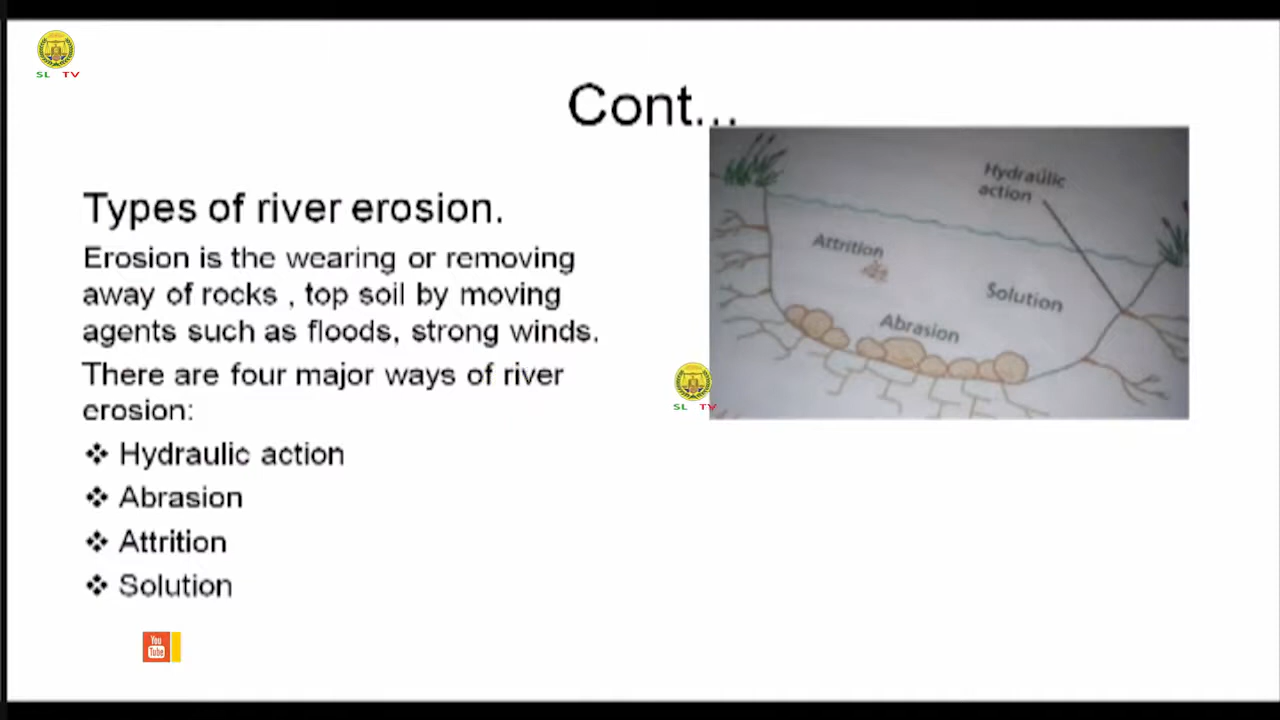 SL TV
Cont...
Types of river erosion.
Erosion is the wearing or removing
away of rocks , top soil by moving
agents such as floods, strong winds.
There are four major ways of river
erosion:
❖ Hydraulic action
❖ Abrasion
❖ Attrition
❖ Solution
Hydraulic
action
Attrition
Solution
Abrasion
SL TV
You
Tube